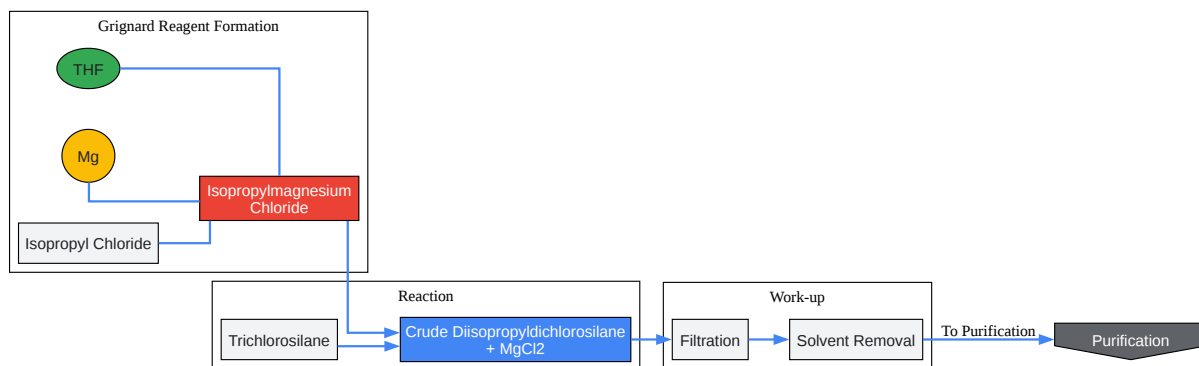 Grignard Reagent Formation
THF
Mg
Isopropylmagnesium
Chloride
Isopropyl Chloride
Reaction
Trichlorosilane
Crude Diisopropyldichlorosilane
+ MgCl2
Work-up
Filtration
Solvent Removal
To Purification
Purification